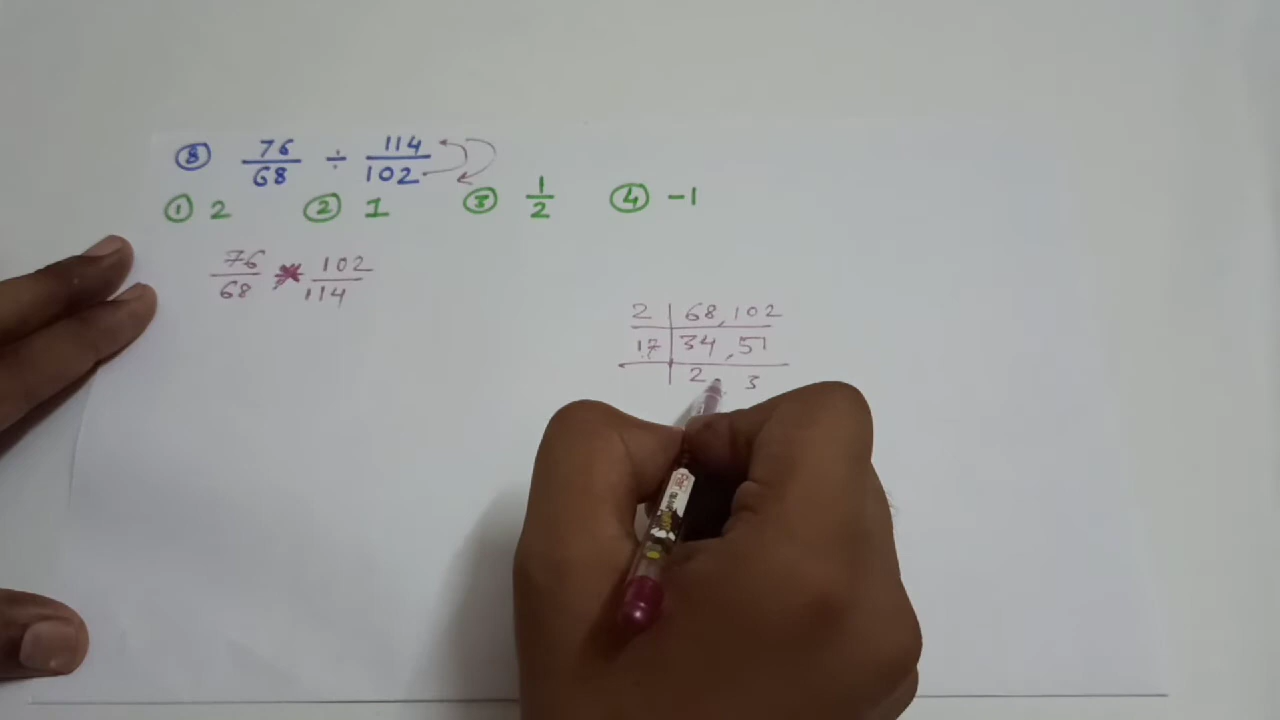 ⑧ 76/68 ÷ 114/102
① 2 ② 1 ③ 1/2 ④ -1
76/68 * 102/114
2 | 68, 102
17 | 34, 51
2, 3